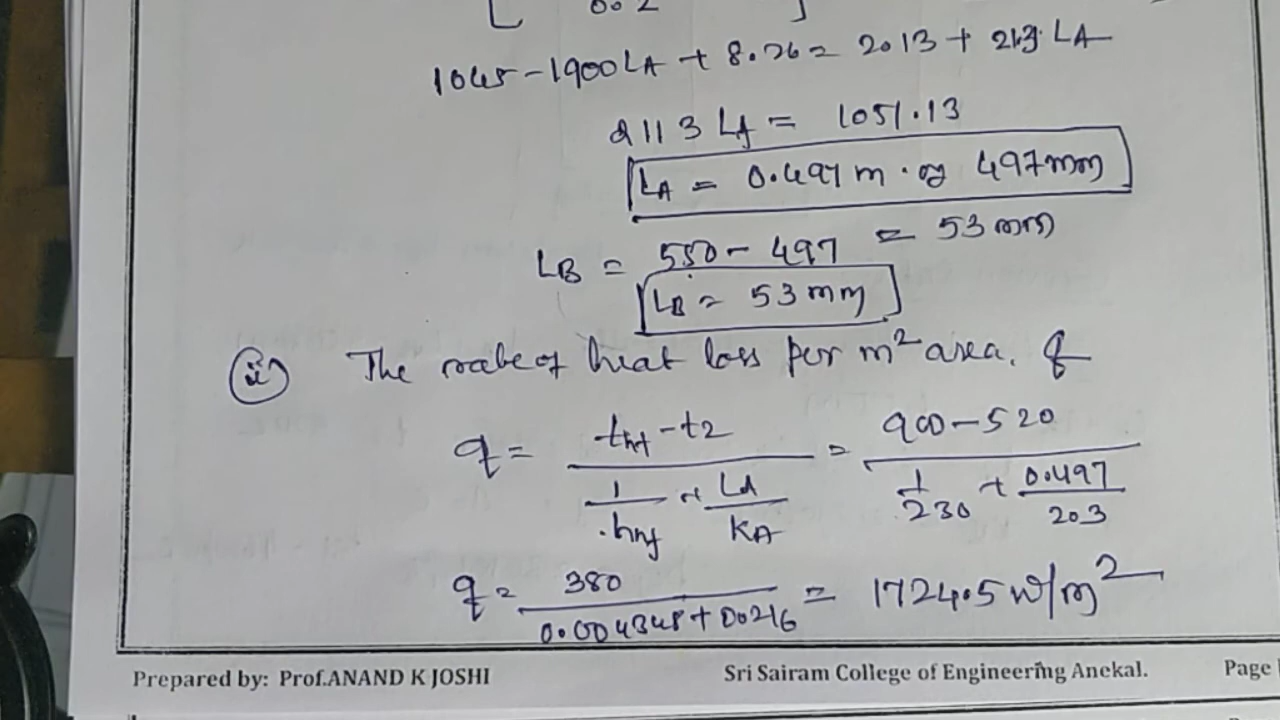 [ 00.2 ]
1045 - 1900 LA + 8.76 = 2013 + 213 LA
2113 LA = 1051.13
LA = 0.497 m. or 497 mm
LB = 550 - 497 = 53 mm
LB = 53 mm
(ii) The rate of heat loss per m² area. q
q = (thf - t2) / (1/hhf + LA/KA) = (900 - 520) / (1/230 + 0.497/203)
q = 380 / (0.004348 + 0.0216) = 1724.5 W/m²
Prepared by: Prof.ANAND K JOSHI Sri Sairam College of Engineering Anekal. Page